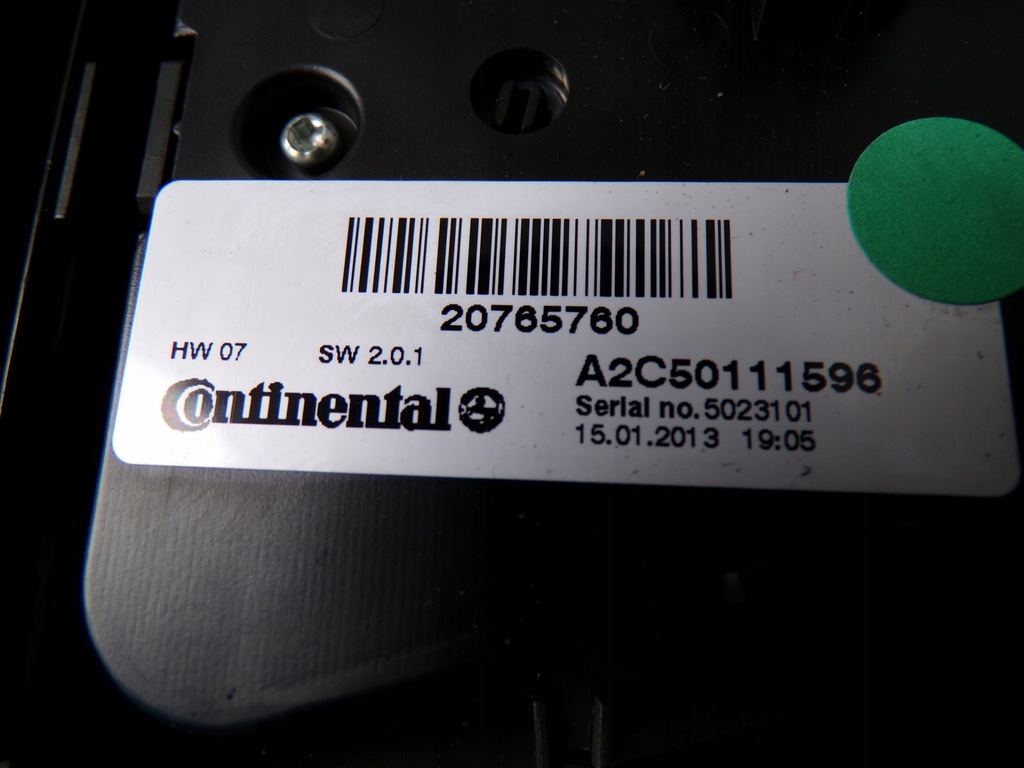 20765760
HW 07 SW 2.0.1
A2C50111596
Continental
Serial no.5023101
15.01.2013 19:05